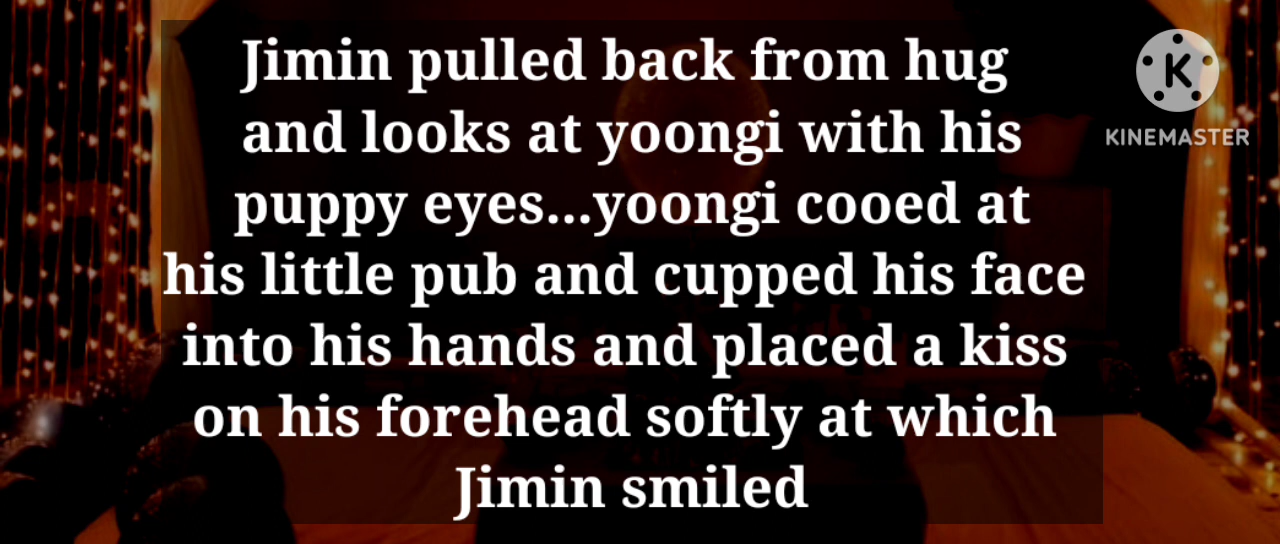 Jimin pulled back from hug
and looks at yoongi with his
puppy eyes...yoongi cooed at
his little pub and cupped his face
into his hands and placed a kiss
on his forehead softly at which
Jimin smiled
K
KINEMASTER